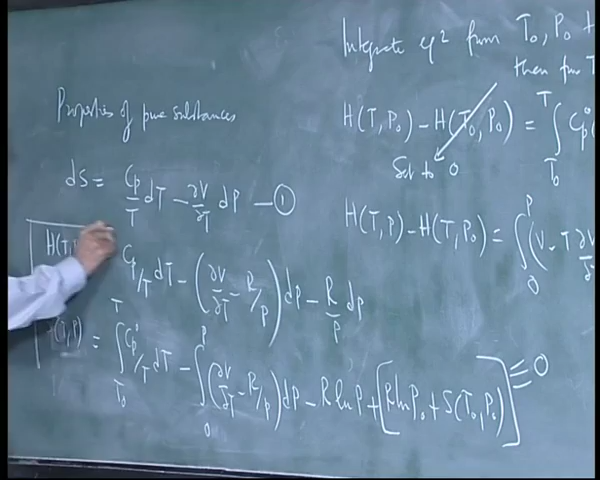 Properties of pure substances
dS = Cp/T dT - ∂V/∂T dP - ①
H(T,
Cp/T dT - (∂V/∂T - R/P) dP - R/P dP
(T,P) = ∫_{T0}^{T} Cp°/T dT - ∫_0^P (∂V/∂T - R/P) dP - R ln P + [R ln P0 + S(T0, P0)] ≡ 0
Integrate eq 2 from T0, P0 t
then from T
H(T, P0) - H(T0, P0) = ∫_{T0}^{T} Cp°(
Set to 0
H(T, P) - H(T, P0) = ∫_0^P (V - T ∂V/∂